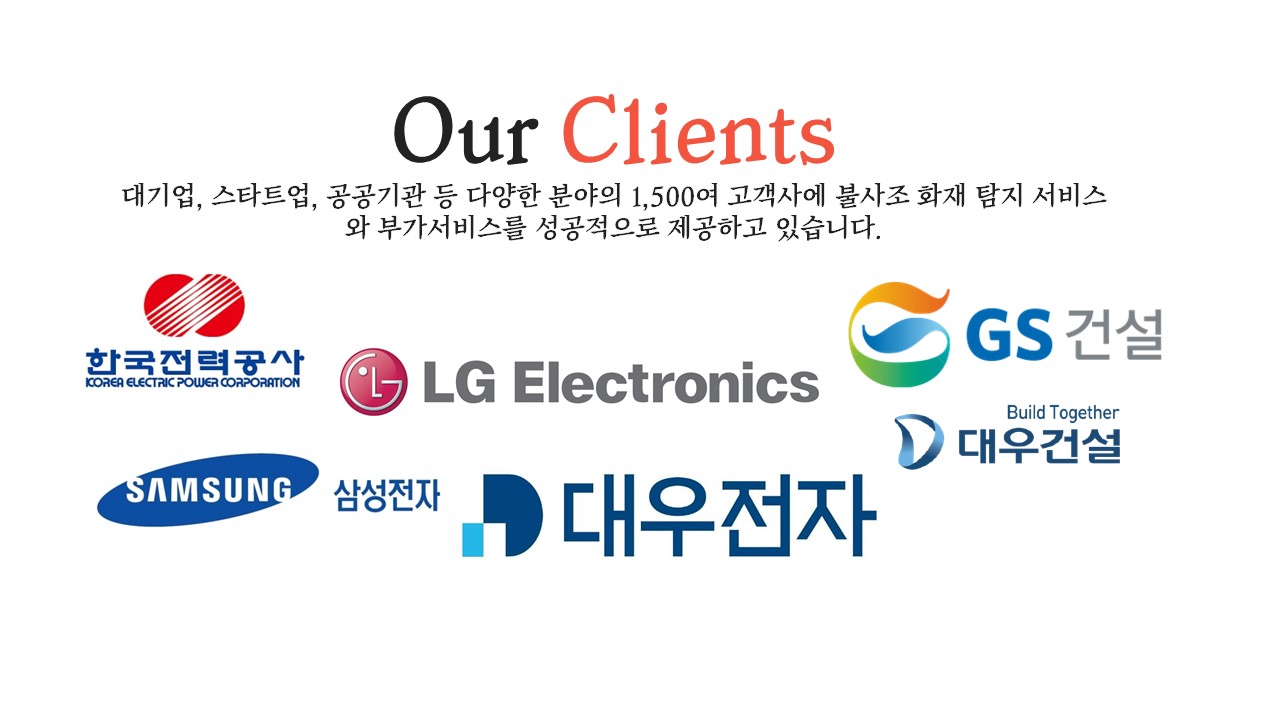 Our Clients
대기업, 스타트업, 공공기관 등 다양한 분야의 1,500여 고객사에 불사조 화재 탐지 서비스
와 부가서비스를 성공적으로 제공하고 있습니다.
한국전력공사
KOREA ELECTRIC POWER CORPORATION
LG Electronics
GS 건설
Build Together
대우건설
SAMSUNG 삼성전자
대우전자